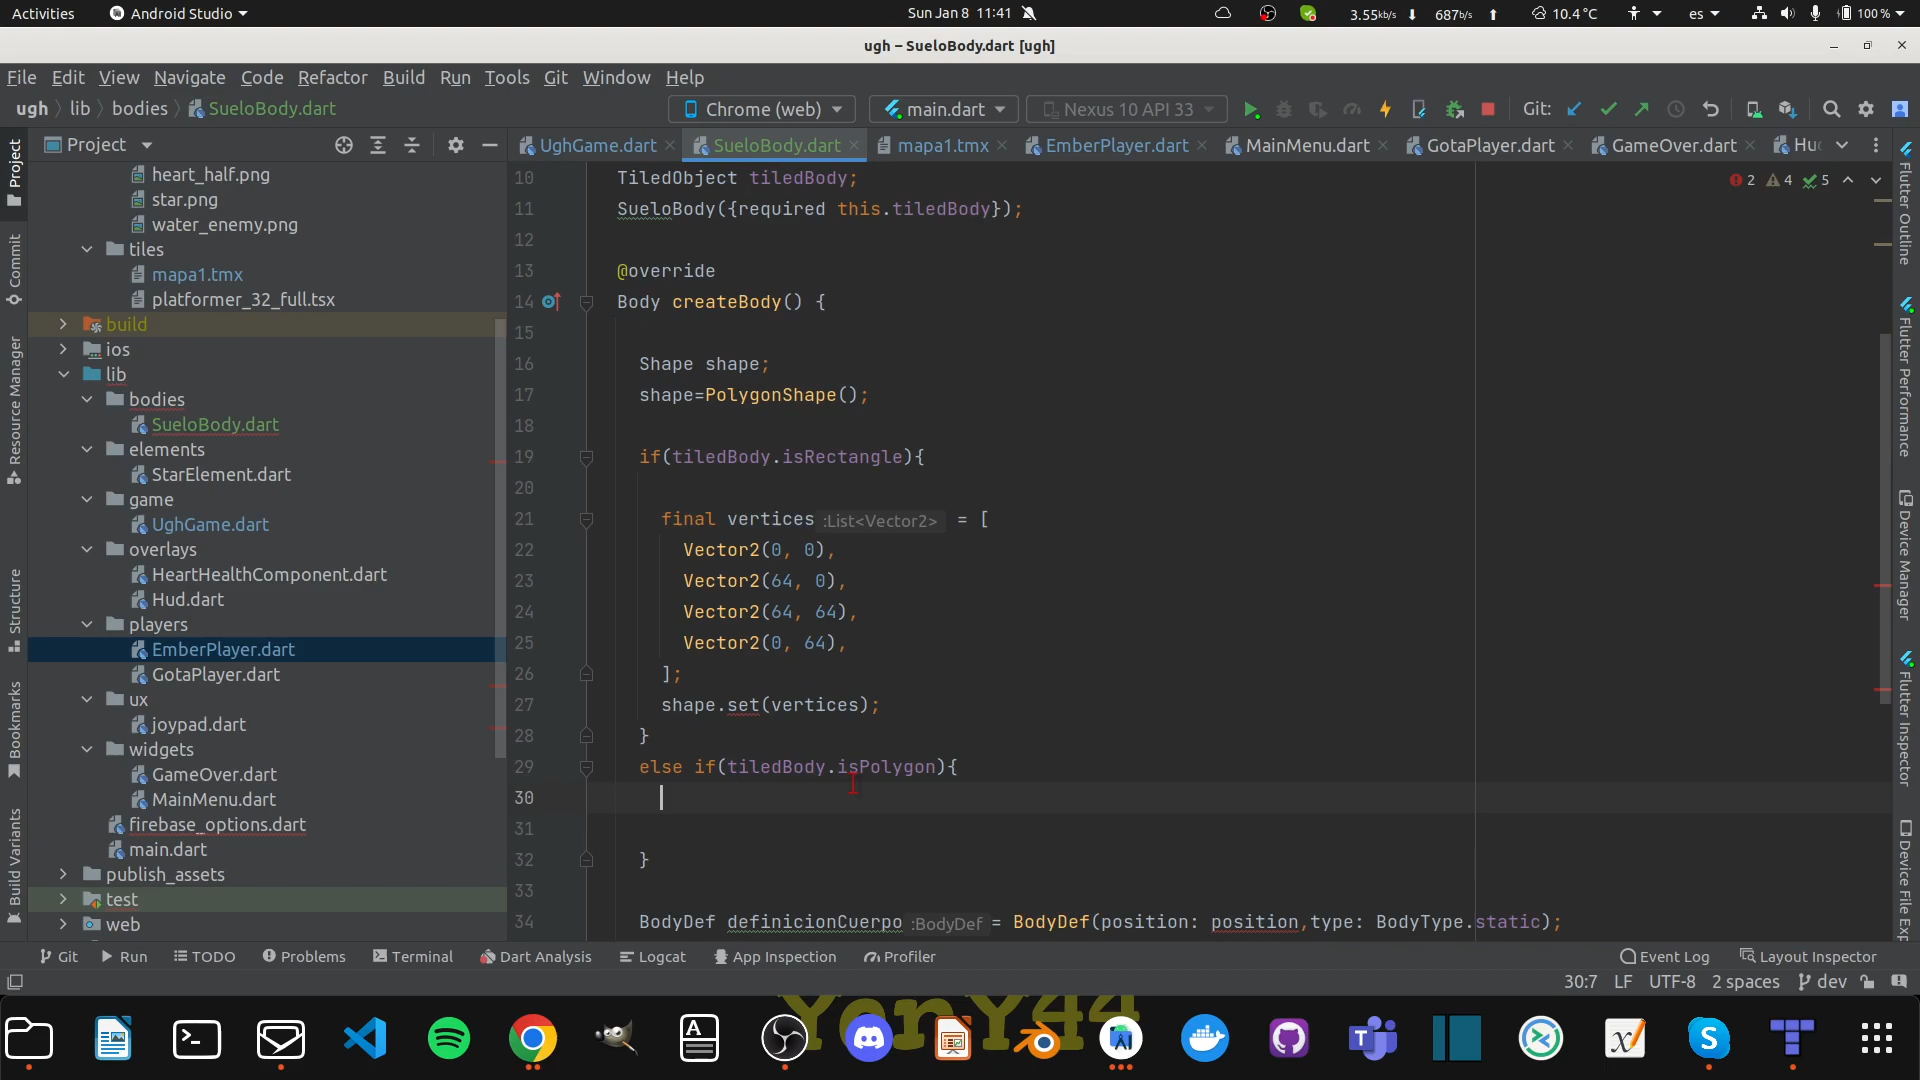 Activities
Android Studio
Sun Jan 8 11:41
3.55kb/s
687b/s
10.4 °C
es
100 %
ugh – SueloBody.dart [ugh]
File Edit View Navigate Code Refactor Build Run Tools Git Window Help
ugh lib bodies SueloBody.dart
Chrome (web)
main.dart
Nexus 10 API 33
Git:
Project
UghGame.dart
SueloBody.dart
mapa1.tmx
EmberPlayer.dart
MainMenu.dart
GotaPlayer.dart
GameOver.dart
Hu
Project
Commit
Resource Manager
Structure
Bookmarks
Build Variants
heart_half.png
star.png
water_enemy.png
tiles
mapa1.tmx
platformer_32_full.tsx
build
ios
lib
bodies
SueloBody.dart
elements
StarElement.dart
game
UghGame.dart
overlays
HeartHealthComponent.dart
Hud.dart
players
EmberPlayer.dart
GotaPlayer.dart
ux
joypad.dart
widgets
GameOver.dart
MainMenu.dart
firebase_options.dart
main.dart
publish_assets
test
web
2 4 5
10 TiledObject tiledBody;
11 SueloBody({required this.tiledBody});
12
13 @override
14 Body createBody() {
15
16 Shape shape;
17 shape=PolygonShape();
18
19 if(tiledBody.isRectangle){
20
21 final vertices :List<Vector2> = [
22 Vector2(0, 0),
23 Vector2(64, 0),
24 Vector2(64, 64),
25 Vector2(0, 64),
26 ];
27 shape.set(vertices);
28 }
29 else if(tiledBody.isPolygon){
30
31
32 }
33
34 BodyDef definicionCuerpo :BodyDef = BodyDef(position: position,type: BodyType.static);
Flutter Outline
Flutter Performance
Device Manager
Flutter Inspector
Device File Exp
Git
Run
TODO
Problems
Terminal
Dart Analysis
Logcat
App Inspection
Profiler
Event Log
Layout Inspector
30:7 LF UTF-8 2 spaces dev
YonY44